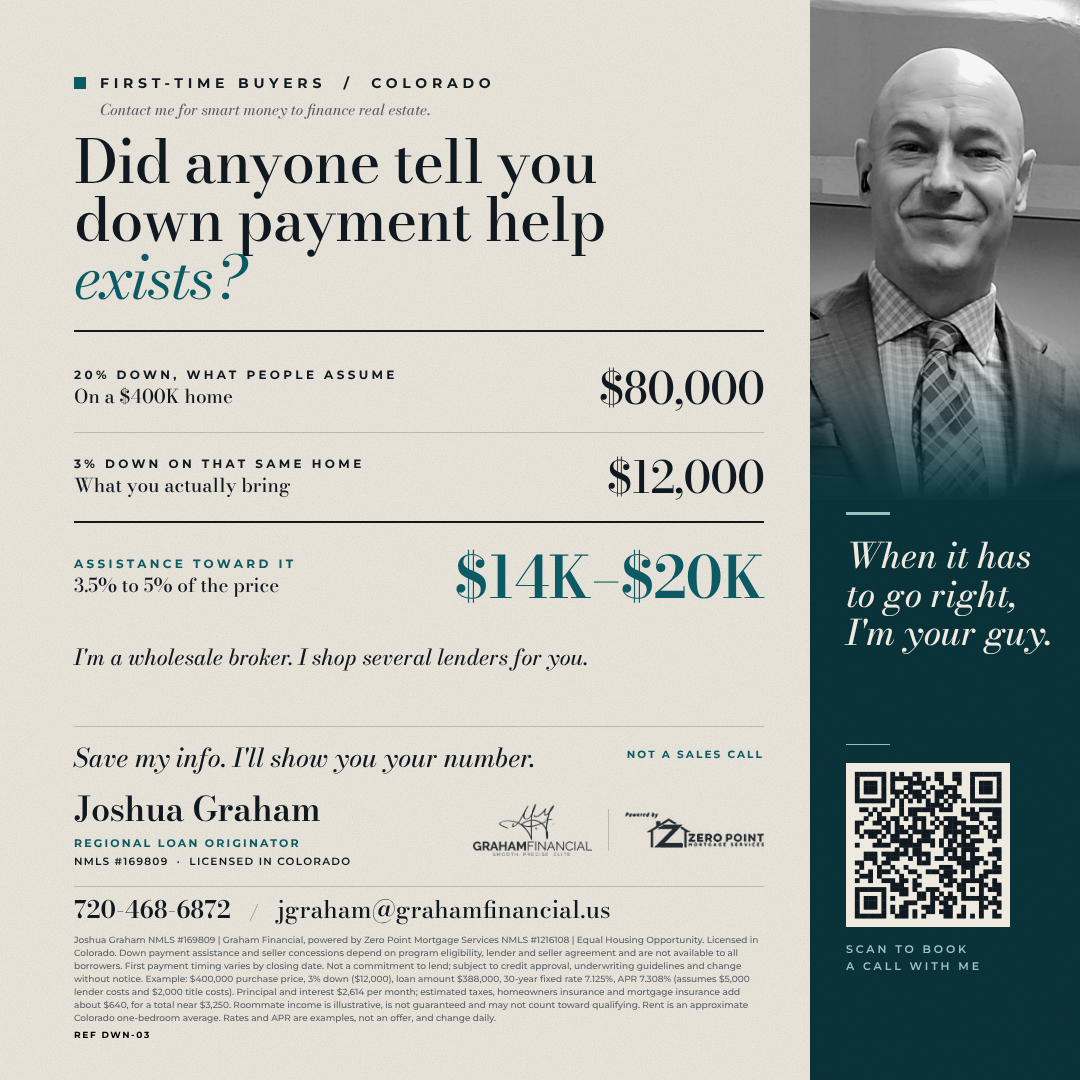 FIRST-TIME BUYERS / COLORADO
Contact me for smart money to finance real estate.
Did anyone tell you
down payment help
exists?
20% DOWN, WHAT PEOPLE ASSUME
On a $400K home
$80,000
3% DOWN ON THAT SAME HOME
What you actually bring
$12,000
ASSISTANCE TOWARD IT
3.5% to 5% of the price
$14K–$20K
I'm a wholesale broker. I shop several lenders for you.
Save my info. I'll show you your number.
NOT A SALES CALL
Joshua Graham
REGIONAL LOAN ORIGINATOR
NMLS #169809 · LICENSED IN COLORADO
GRAHAMFINANCIAL
SMOOTH. PRECISE. ELITE.
Powered by
ZERO POINT
MORTGAGE SERVICES
720-468-6872 / jgraham@grahamfinancial.us
Joshua Graham NMLS #169809 | Graham Financial, powered by Zero Point Mortgage Services NMLS #1216108 | Equal Housing Opportunity. Licensed in
Colorado. Down payment assistance and seller concessions depend on program eligibility, lender and seller agreement and are not available to all
borrowers. First payment timing varies by closing date. Not a commitment to lend; subject to credit approval, underwriting guidelines and change
without notice. Example: $400,000 purchase price, 3% down ($12,000), loan amount $388,000, 30-year fixed rate 7.125%, APR 7.308% (assumes $5,000
lender costs and $2,000 title costs). Principal and interest $2,614 per month; estimated taxes, homeowners insurance and mortgage insurance add
about $640, for a total near $3,250. Roommate income is illustrative, is not guaranteed and may not count toward qualifying. Rent is an approximate
Colorado one-bedroom average. Rates and APR are examples, not an offer, and change daily.
REF DWN-03
When it has
to go right,
I'm your guy.
SCAN TO BOOK
A CALL WITH ME